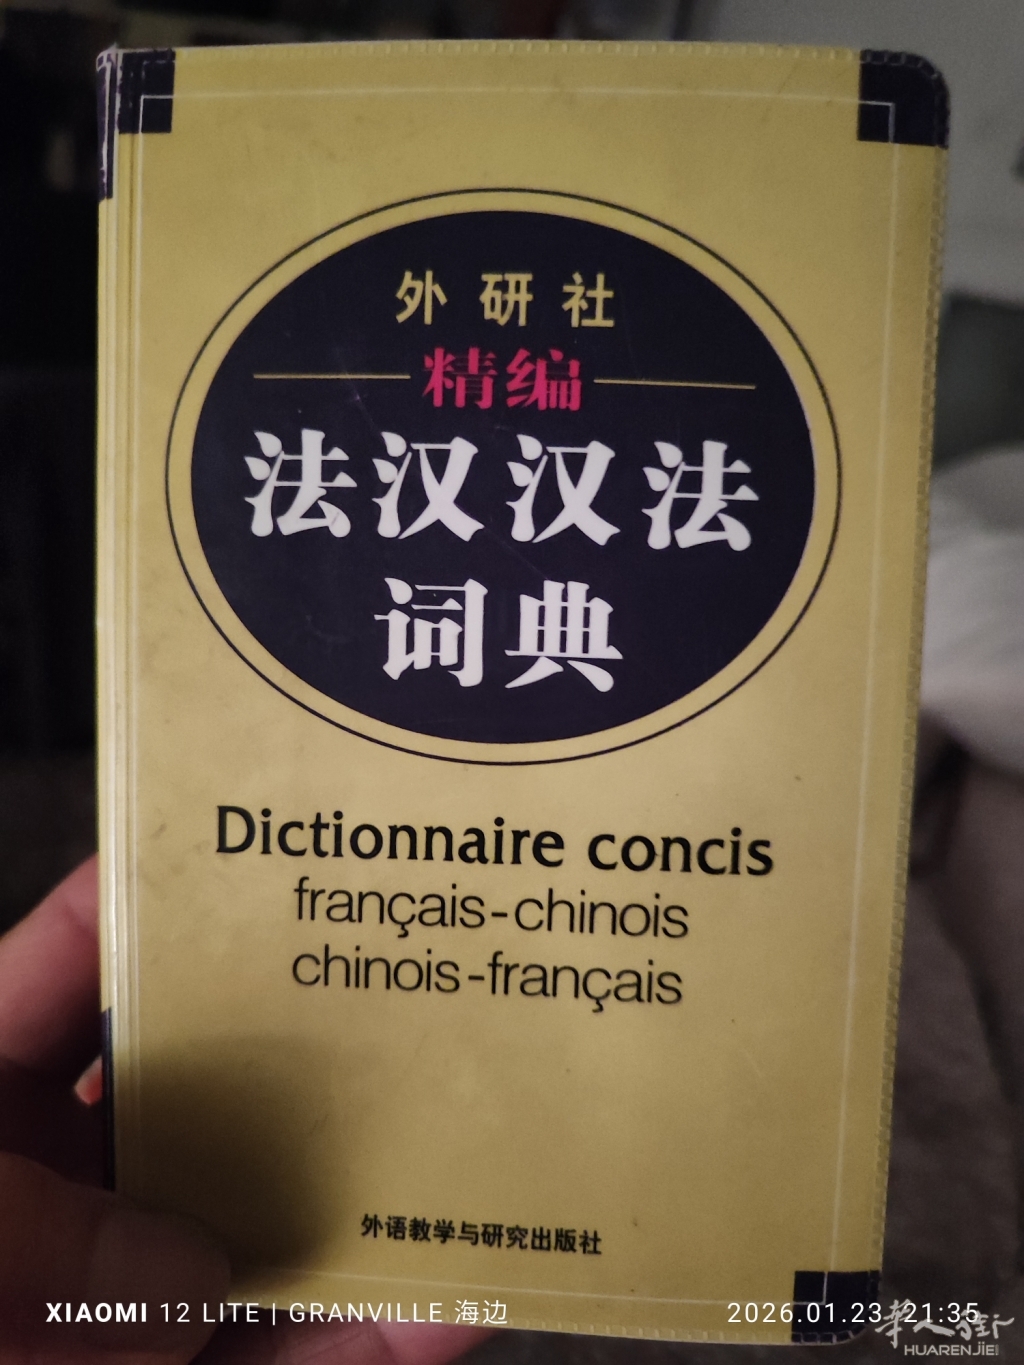 外研社
精编
法汉汉法
词典
Dictionnaire concis
français-chinois
chinois-français
外语教学与研究出版社
XIAOMI 12 LITE | GRANVILLE 海边
2026.01.23 21:35
华人街
HUARENJIE